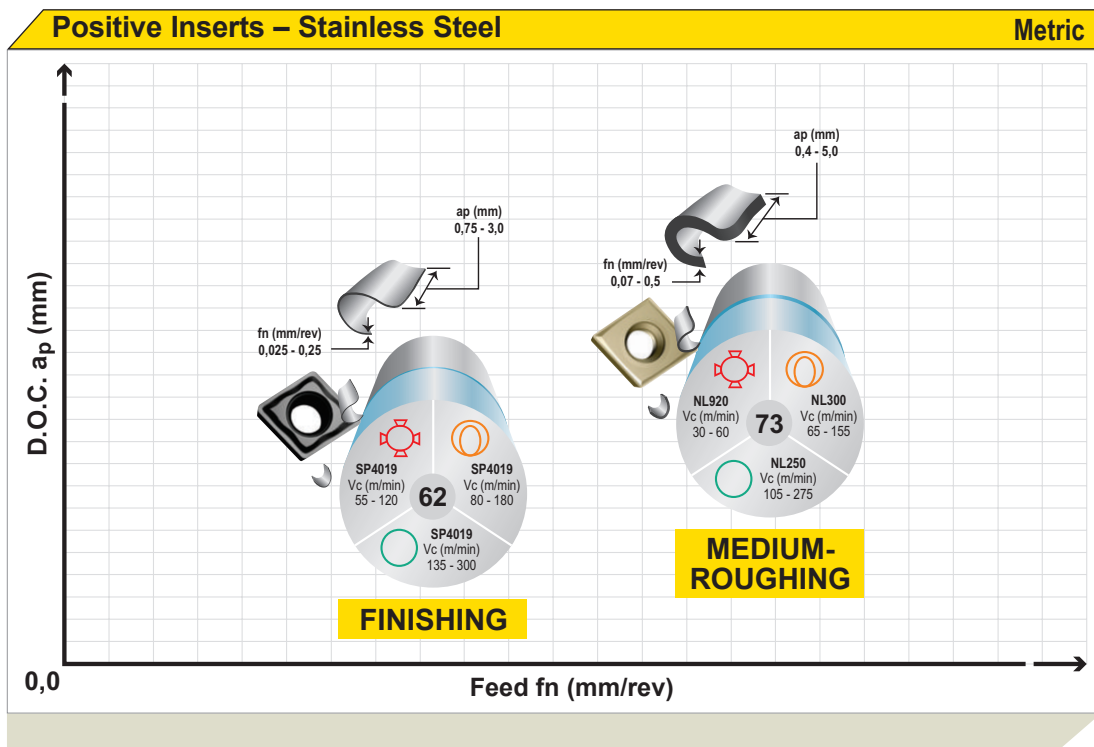 Positive Inserts – Stainless Steel
Metric
D.O.C. ap (mm)
ap (mm)
0,75 - 3,0
fn (mm/rev)
0,025 - 0,25
SP4019
Vc (m/min)
55 - 120
SP4019
Vc (m/min)
80 - 180
62
SP4019
Vc (m/min)
135 - 300
FINISHING
ap (mm)
0,4 - 5,0
fn (mm/rev)
0,07 - 0,5
NL920
Vc (m/min)
30 - 60
NL300
Vc (m/min)
65 - 155
73
NL250
Vc (m/min)
105 - 275
MEDIUM-
ROUGHING
0,0
Feed fn (mm/rev)